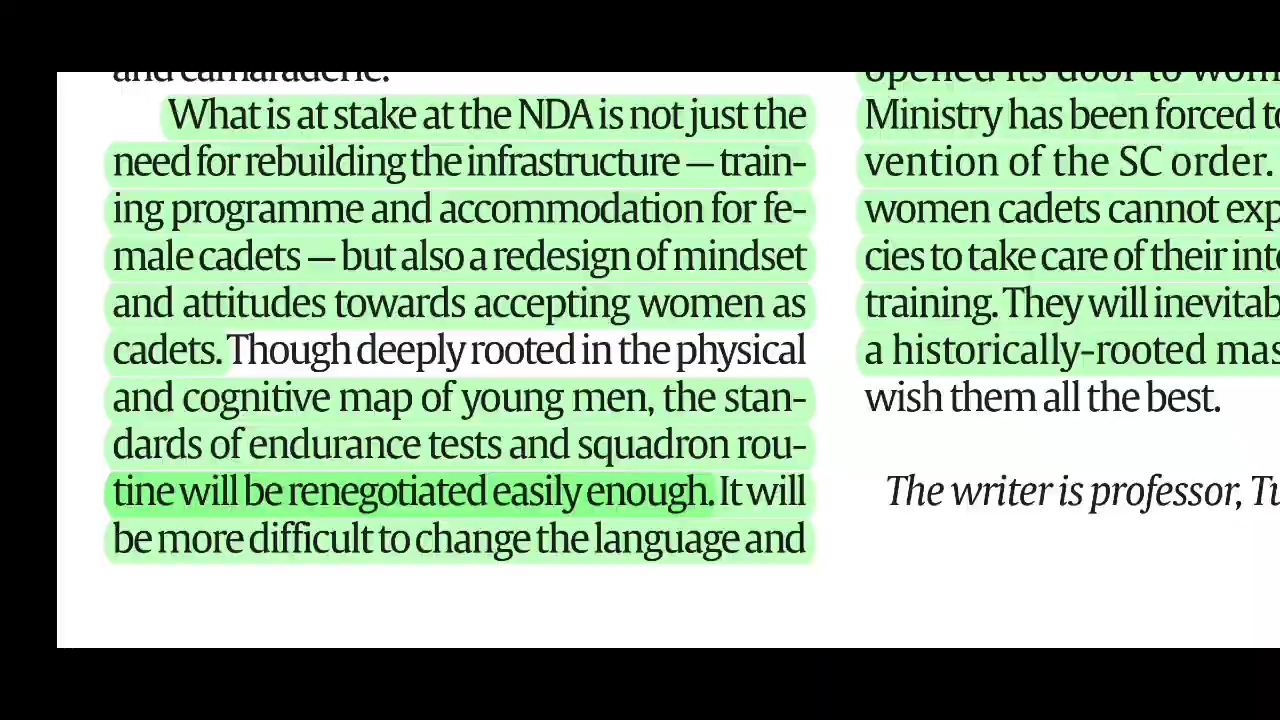 and camaraderie.
What is at stake at the NDA is not just the
need for rebuilding the infrastructure — train-
ing programme and accommodation for fe-
male cadets — but also a redesign of mindset
and attitudes towards accepting women as
cadets. Though deeply rooted in the physical
and cognitive map of young men, the stan-
dards of endurance tests and squadron rou-
tine will be renegotiated easily enough. It will
be more difficult to change the language and
opened its door to
Ministry has been forced
vention of the SC order.
women cadets cannot
cies to take care of their
training. They will
a historically-rooted
wish them all the best.
The writer is professor,